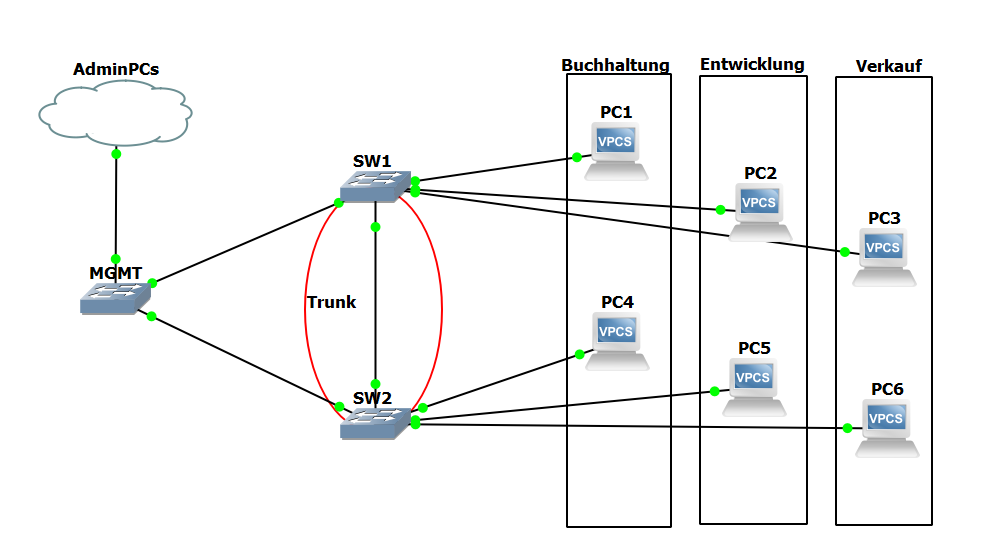 AdminPCs
Buchhaltung
Entwicklung
Verkauf
PC1
VPCS
SW1
PC2
VPCS
PC3
VPCS
MGMT
Trunk
PC4
VPCS
PC5
VPCS
SW2
PC6
VPCS